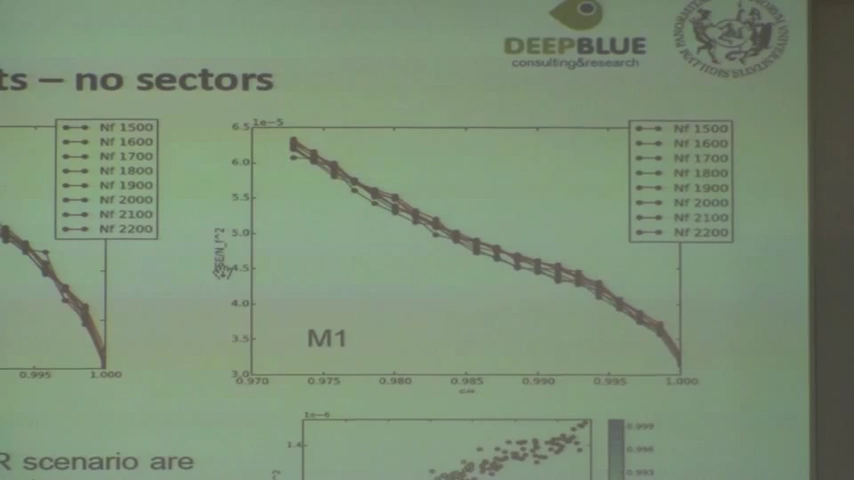 DEEPBLUE
consulting&research
ts – no sectors
Nf 1500
Nf 1600
Nf 1700
Nf 1800
Nf 1900
Nf 2000
Nf 2100
Nf 2200
0.995
1.000
1e−5
6.5
6.0
5.5
5.0
4.5
4.0
3.5
3.0
M1
0.970
0.975
0.980
0.985
0.990
0.995
1.000
Nf 1500
Nf 1600
Nf 1700
Nf 1800
Nf 1900
Nf 2000
Nf 2100
Nf 2200
R scenario are
1e−6
1.4
0.999
0.996
0.993